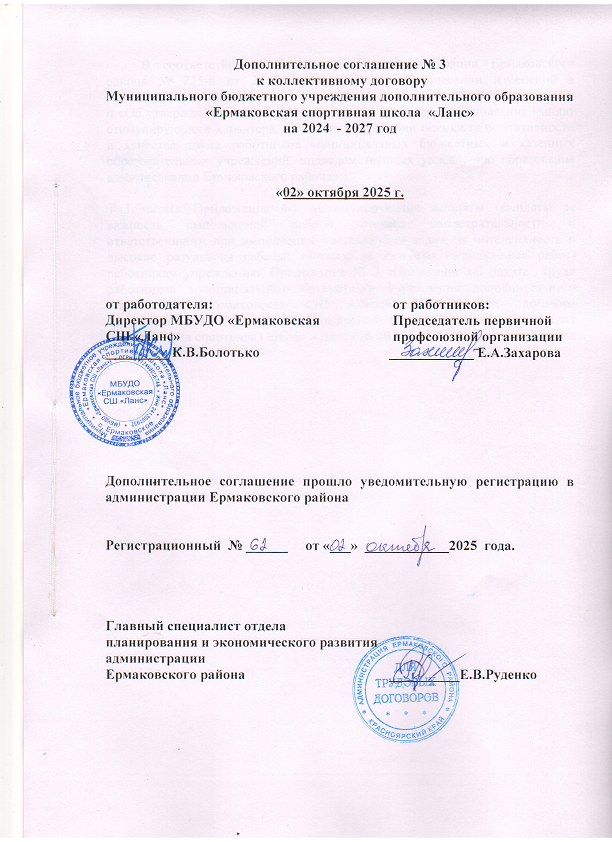 Дополнительное соглашение № 3
к коллективному договору
Муниципального бюджетного учреждения дополнительного образования
«Ермаковская спортивная школа «Ланс»
на 2024 - 2027 год
«02» октября 2025 г.
от работодателя:
Директор МБУДО «Ермаковская
СШ «Ланс»
К.В.Болотько
от работников:
Председатель первичной
профсоюзной организации
Е.А.Захарова
МБУДО
«Ермаковская
СШ «Ланс»
Дополнительное соглашение прошло уведомительную регистрацию в
администрации Ермаковского района
Регистрационный № 62 от «02» октября 2025 года.
Главный специалист отдела
планирования и экономического развития
администрации
Ермаковского района Е.В.Руденко
АДМИНИСТРАЦИЯ ЕРМАКОВСКОГО РАЙОНА
ДЛЯ
ТРУДОВЫХ
ДОГОВОРОВ
КРАСНОЯРСКИЙ КРАЙ